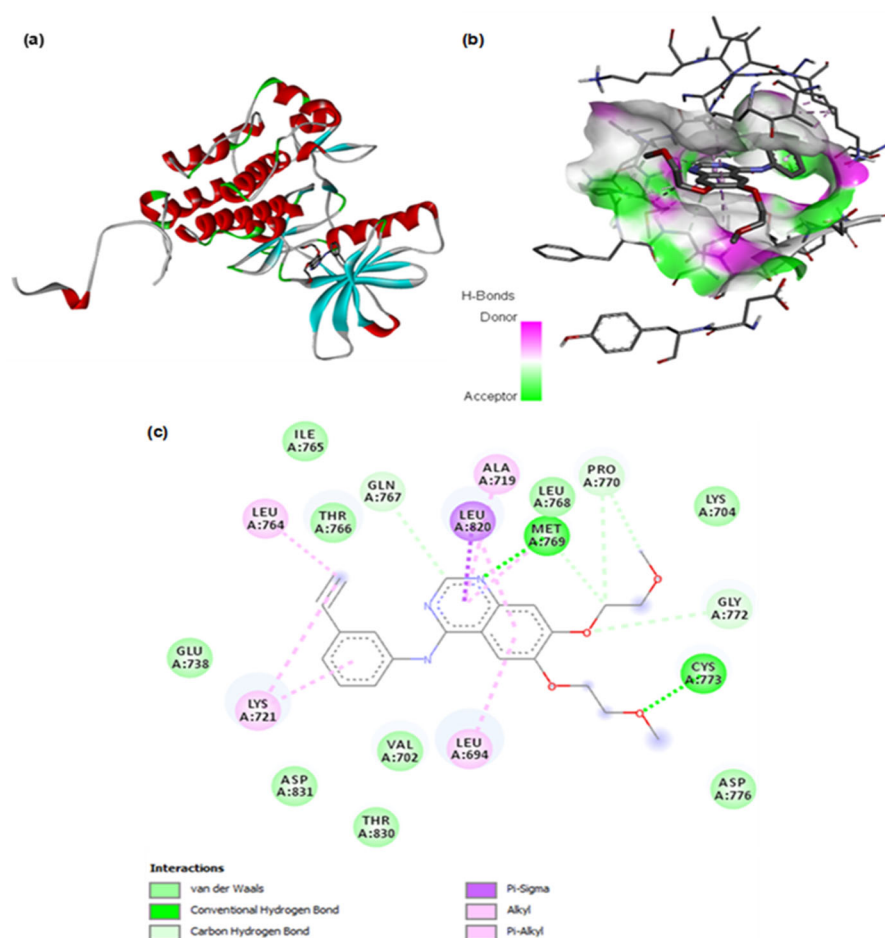 (a)
(b)
H-Bonds
Donor
Acceptor
(c)
ILE
A:765
GLN
A:767
ALA
A:719
PRO
A:770
LEU
A:764
THR
A:766
LEU
A:820
LEU
A:768
MET
A:769
LYS
A:704
N
N
N
O
O
O
O
GLY
A:772
GLU
A:738
CYS
A:773
LYS
A:721
VAL
A:702
LEU
A:694
ASP
A:831
ASP
A:776
THR
A:830
Interactions
van der Waals
Conventional Hydrogen Bond
Carbon Hydrogen Bond
Pi-Sigma
Alkyl
Pi-Alkyl